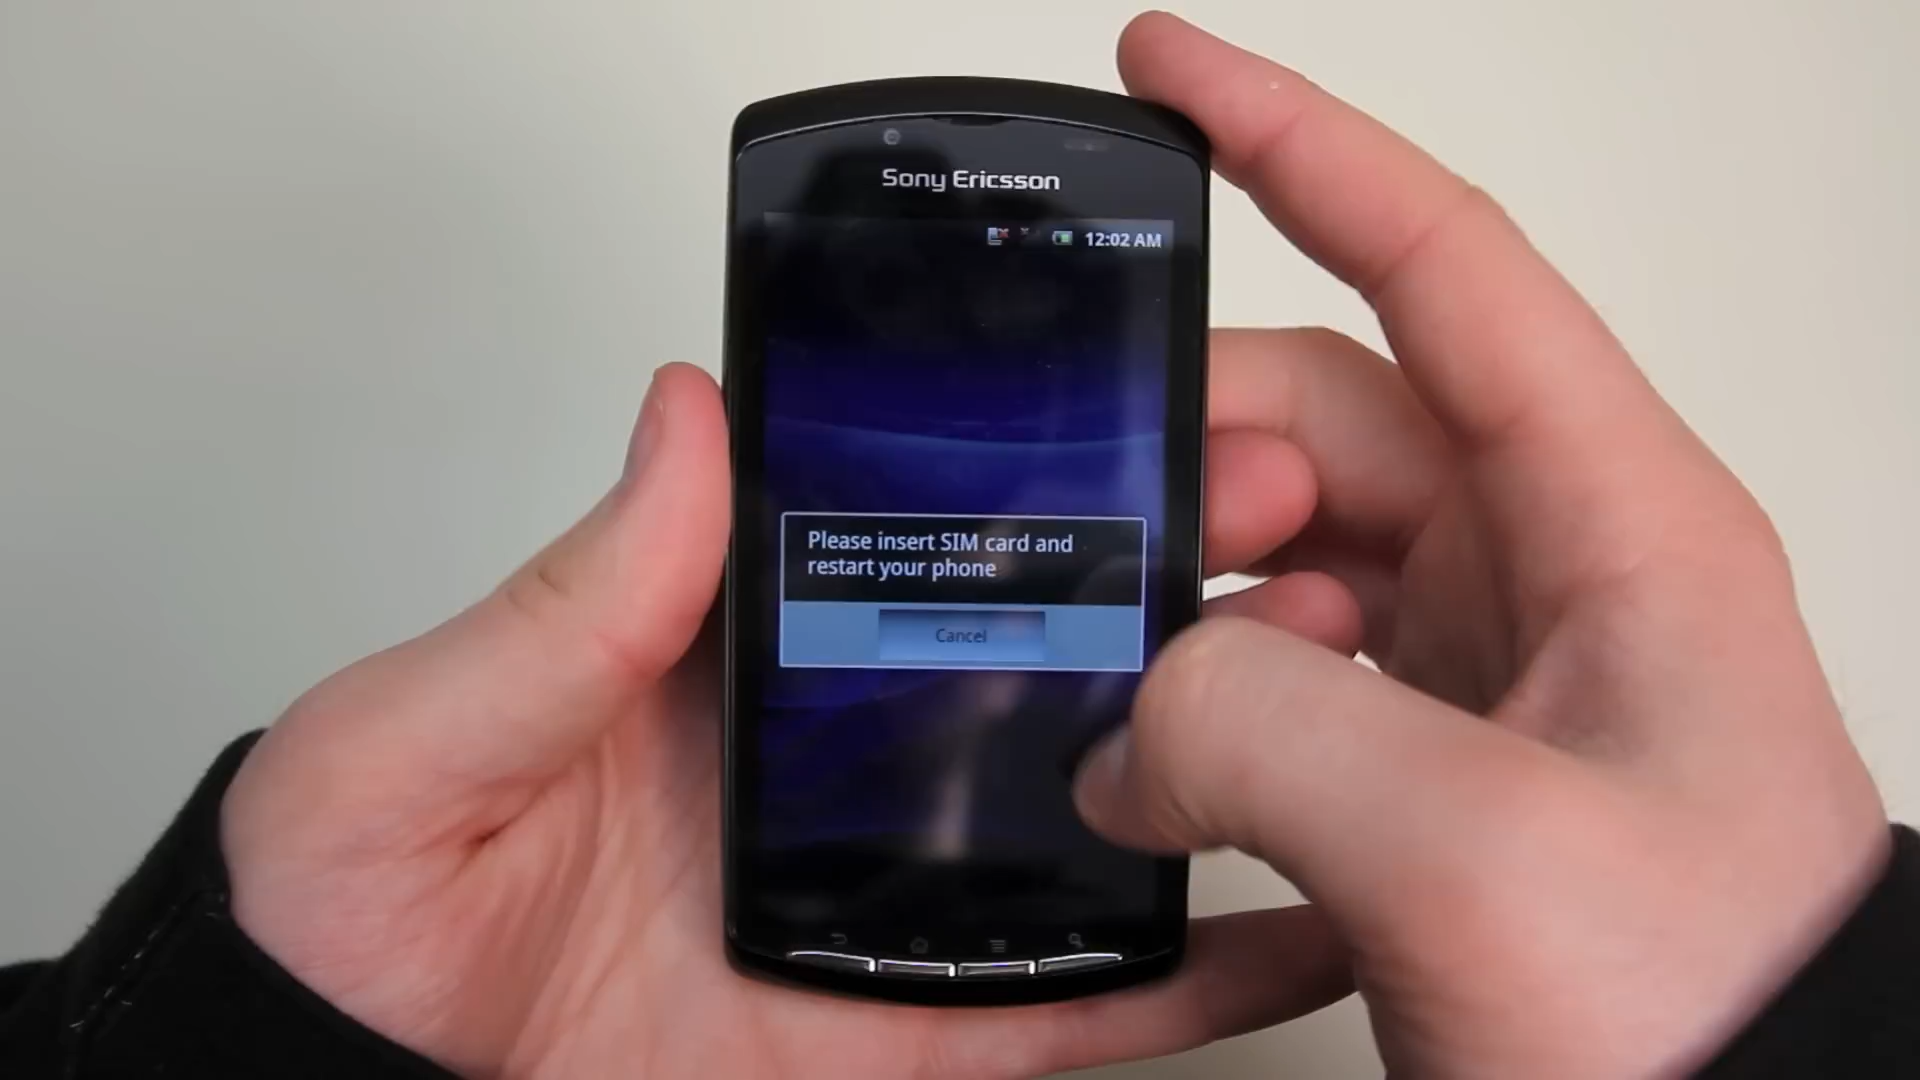 Sony Ericsson
12:02 AM
Please insert SIM card and
restart your phone
Cancel